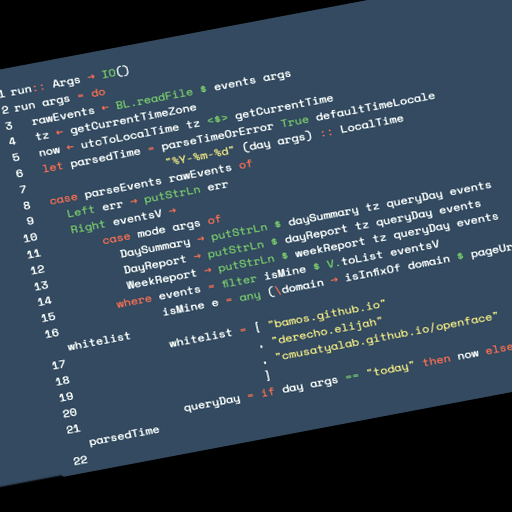 1 run:: Args → IO()
2 run args = do
3 rawEvents ← BL.readFile $ events args
4 tz ← getCurrentTimeZone
5 now ← utcToLocalTime tz <$> getCurrentTime
6 let parsedTime = parseTimeOrError True defaultTimeLocale
"%Y-%m-%d" (day args) :: LocalTime
7
8 case parseEvents rawEvents of
9 Left err → putStrLn err
10 Right eventsV →
11 case mode args of
12 DaySummary → putStrLn $ daySummary tz queryDay events
13 DayReport → putStrLn $ dayReport tz queryDay events
14 WeekReport → putStrLn $ weekReport tz queryDay events
15 where events = filter isMine $ V.toList eventsV
16 isMine e = any (\domain → isInfixOf domain $ pageUr
whitelist
17 whitelist = [ "bamos.github.io"
18 , "derecho.elijah"
19 , "cmusatyalab.github.io/openface"
20 ]
21 queryDay = if day args == "today" then now else
parsedTime
22